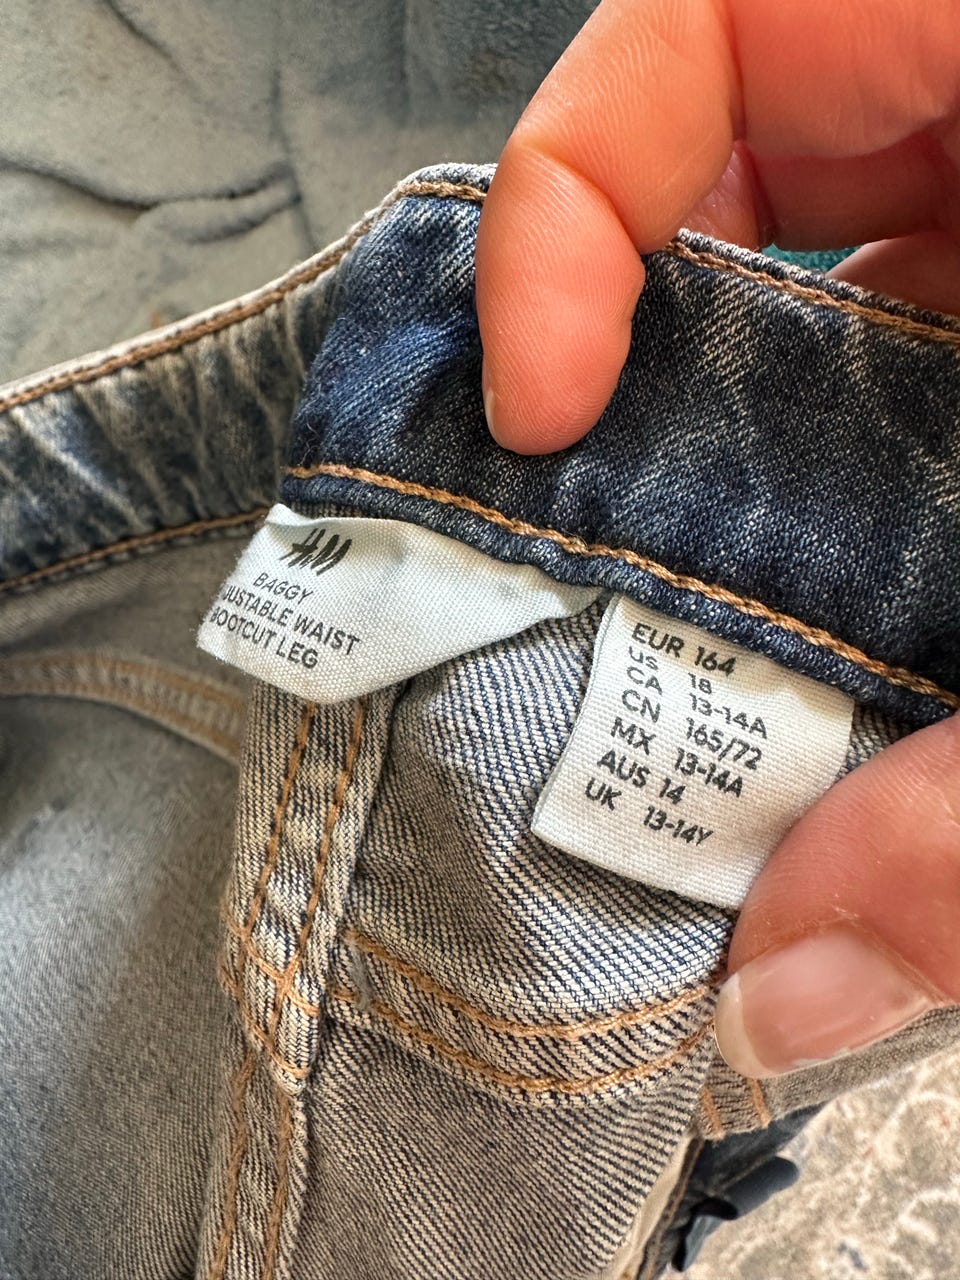 H&M
BAGGY
JUSTABLE WAIST
BOOTCUT LEG
EUR 164
US 18
CA 13-14A
CN 165/72
MX 13-14A
AUS 14
UK 13-14Y